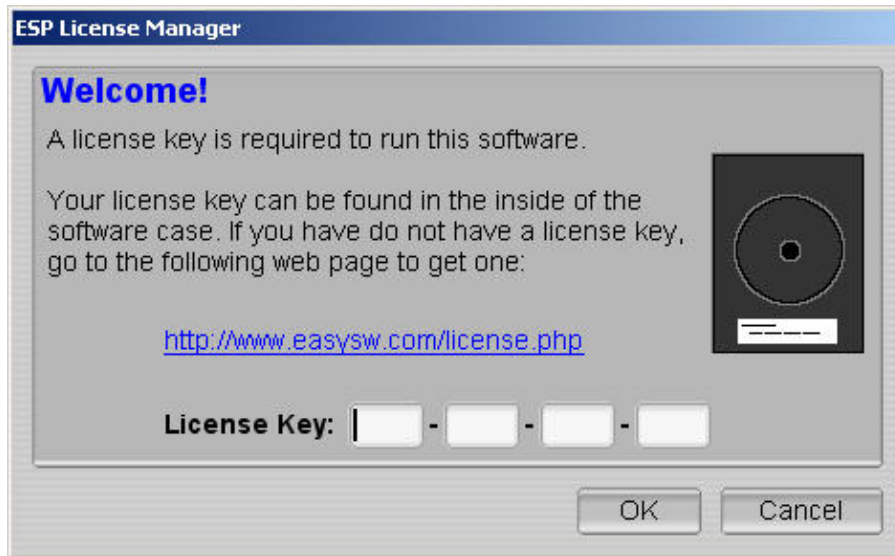 ESP License Manager
Welcome!
A license key is required to run this software.
Your license key can be found in the inside of the
software case. If you have do not have a license key,
go to the following web page to get one:
http://www.easysw.com/license.php
License Key: - - -
OK Cancel